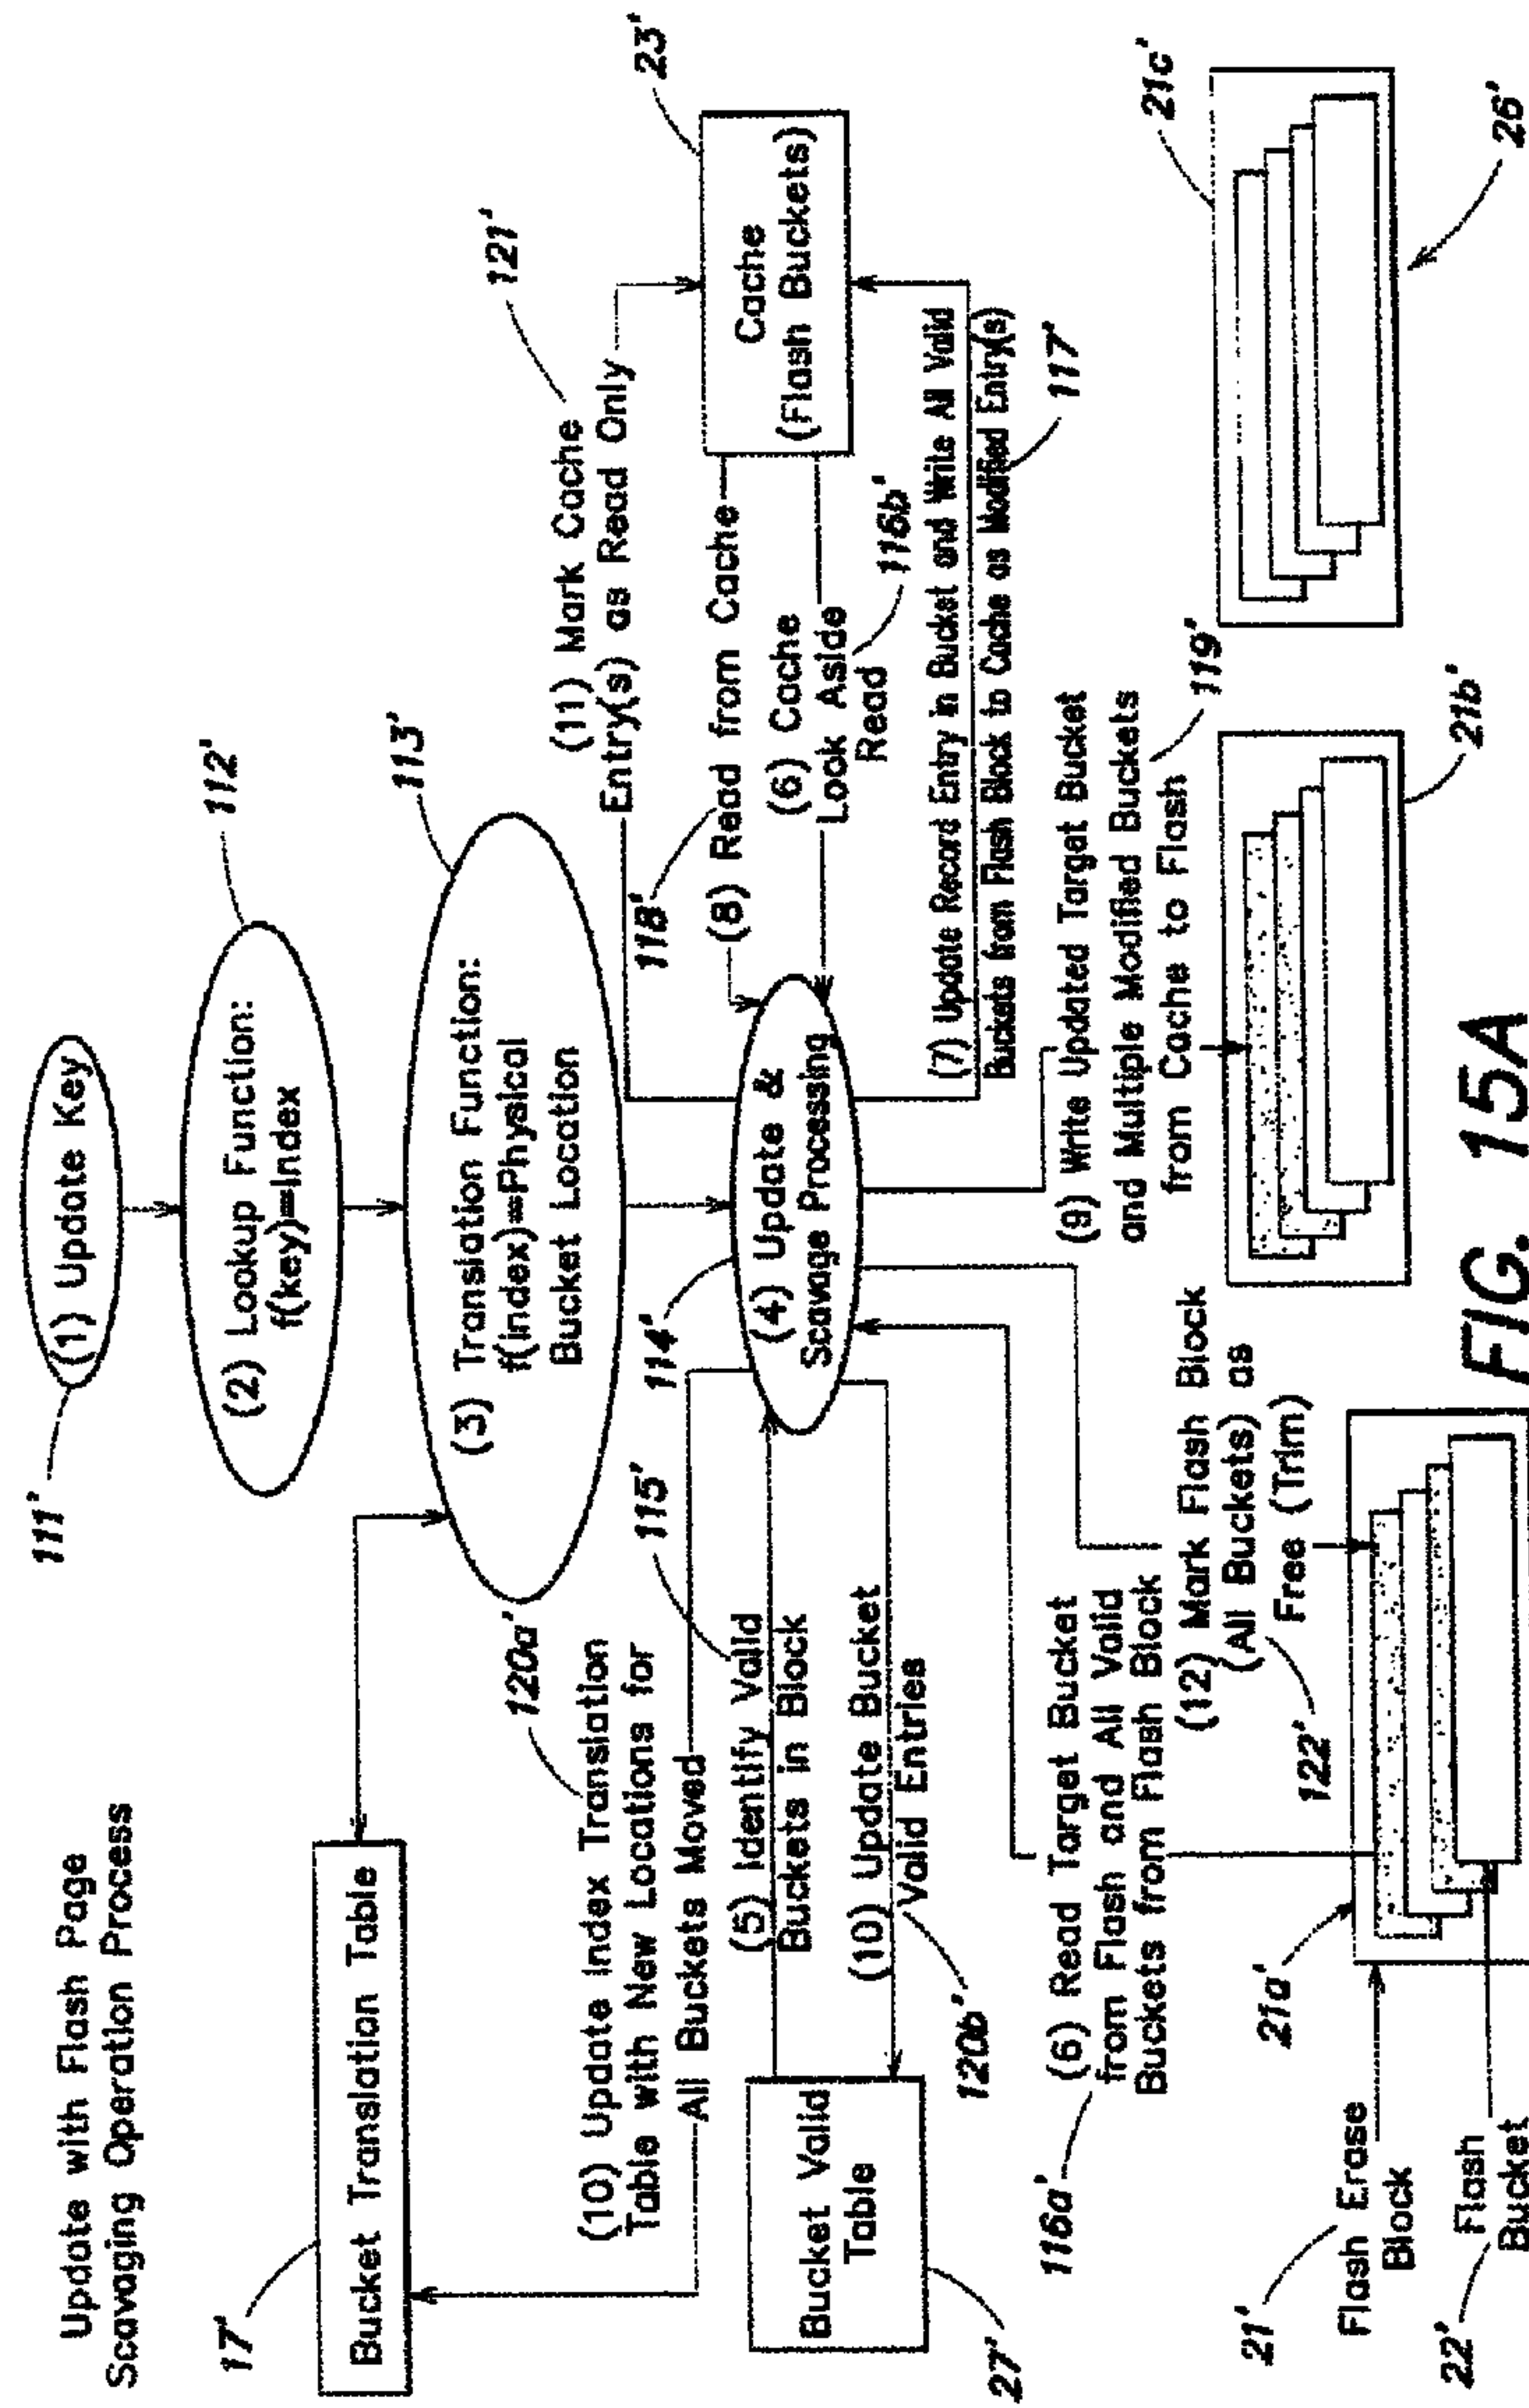 Update with Flash Page
Scavaging Operation Process
111'
(1) Update Key
112'
(2) Lookup Function:
f(key)=Index
113'
(3) Translation Function:
f(index)=Physical
Bucket Location
17'
Bucket Translation Table
120a'
(10) Update Index Translation
Table with New Locations for
All Buckets Moved
115'
(5) Identify Valid
Buckets in Block
(10) Update Bucket
Valid Entries
120b'
Bucket Valid
Table
27'
114'
(4) Update &
Scavage Processing
121'
(11) Mark Cache
Entry(s) as Read Only
118'
(8) Read from Cache
(6) Cache
Look Aside
Read
116b'
23'
Cache
(Flash Buckets)
(7) Update Record Entry in Bucket and Write All Valid
Buckets from Flash Block to Cache as Modified Entry(s)
117'
116a'
(6) Read Target Bucket
from Flash and All Valid
Buckets from Flash Block
(12) Mark Flash Block
(All Buckets) as
Free (Trim)
122'
(9) Write Updated Target Bucket
and Multiple Modified Buckets
from Cache to Flash
119'
21'
Flash Erase
Block
21a'
22'
Flash
Bucket
21b'
21c'
26'
FIG. 15A